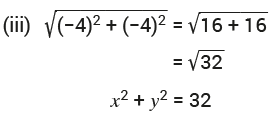 (iii) √((−4)² + (−4)²) = √(16 + 16)
= √32
x² + y² = 32